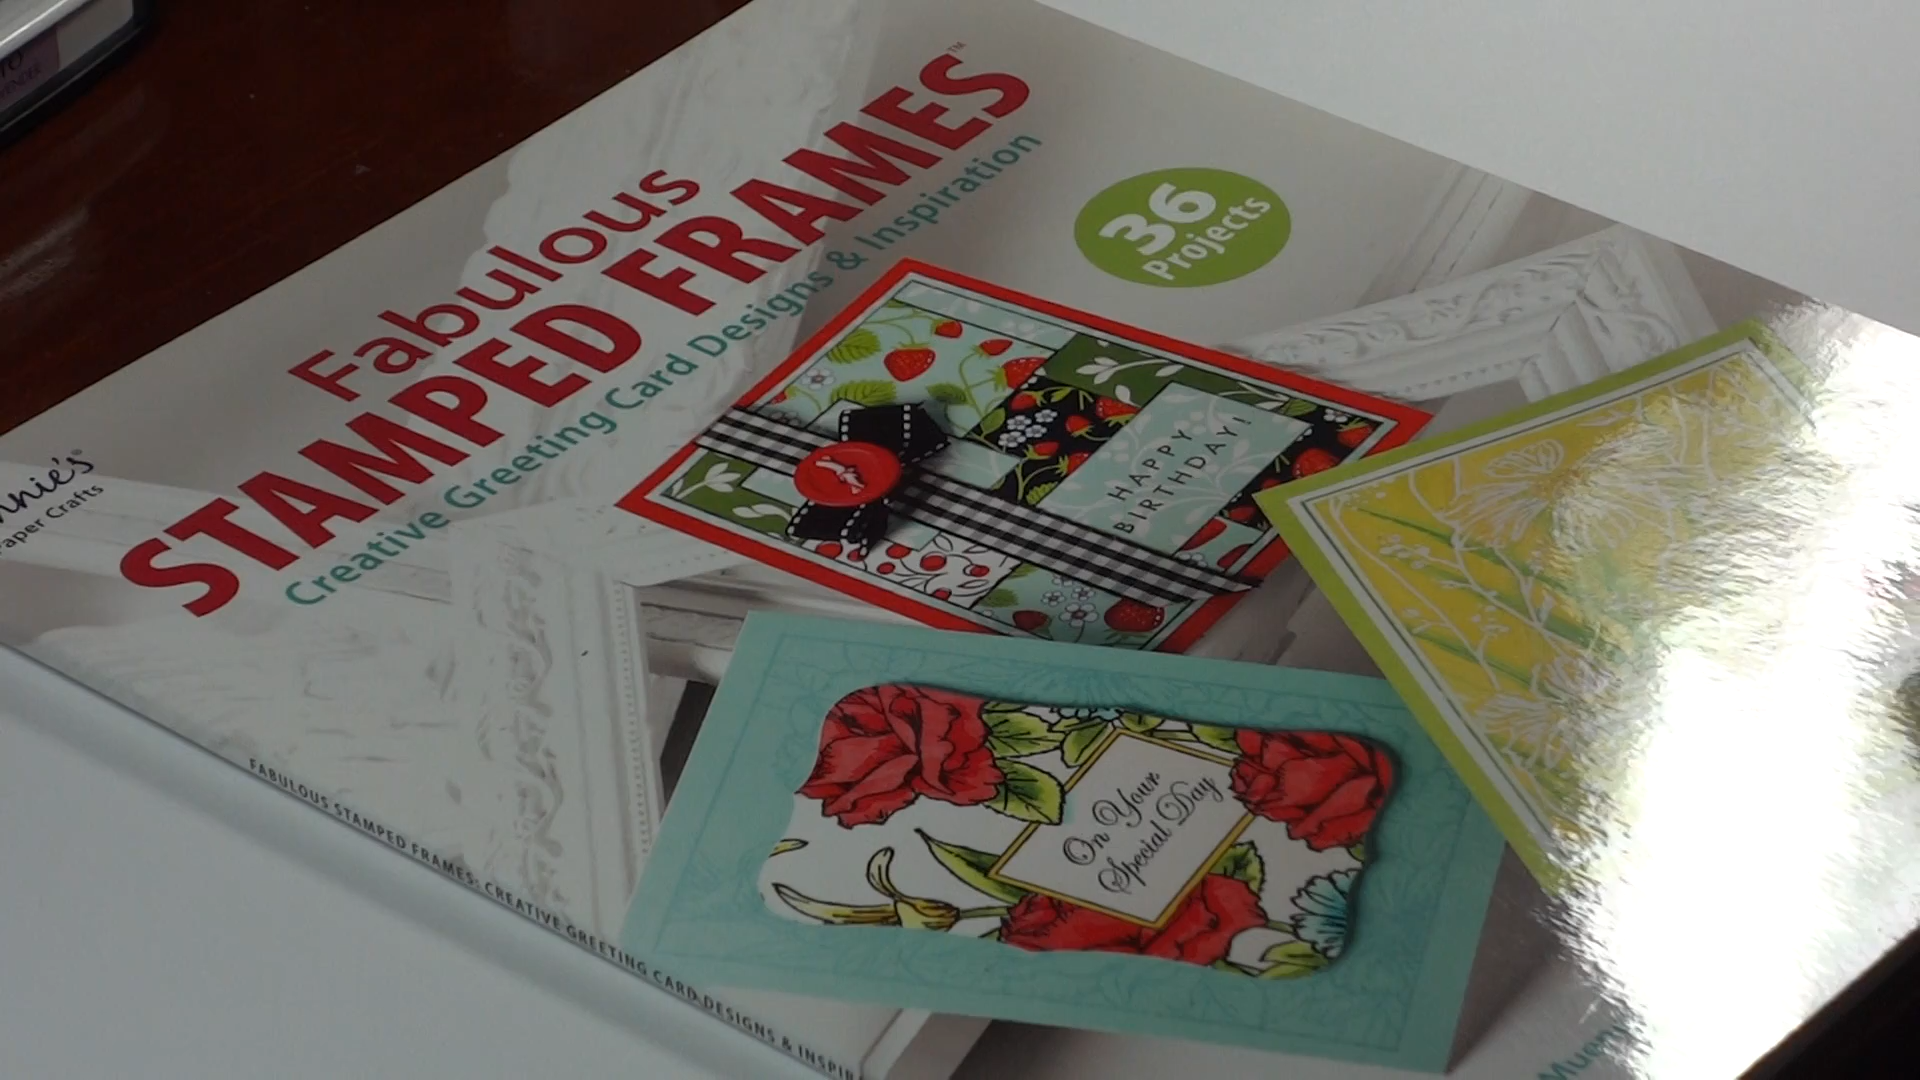 Fabulous
STAMPED FRAMES™
Creative Greeting Card Designs & Inspiration
36
Projects
Paper Crafts
HAPPY
BIRTHDAY!
On Your
Special Day
FABULOUS STAMPED FRAMES: CREATIVE GREETING CARD DESIGNS &